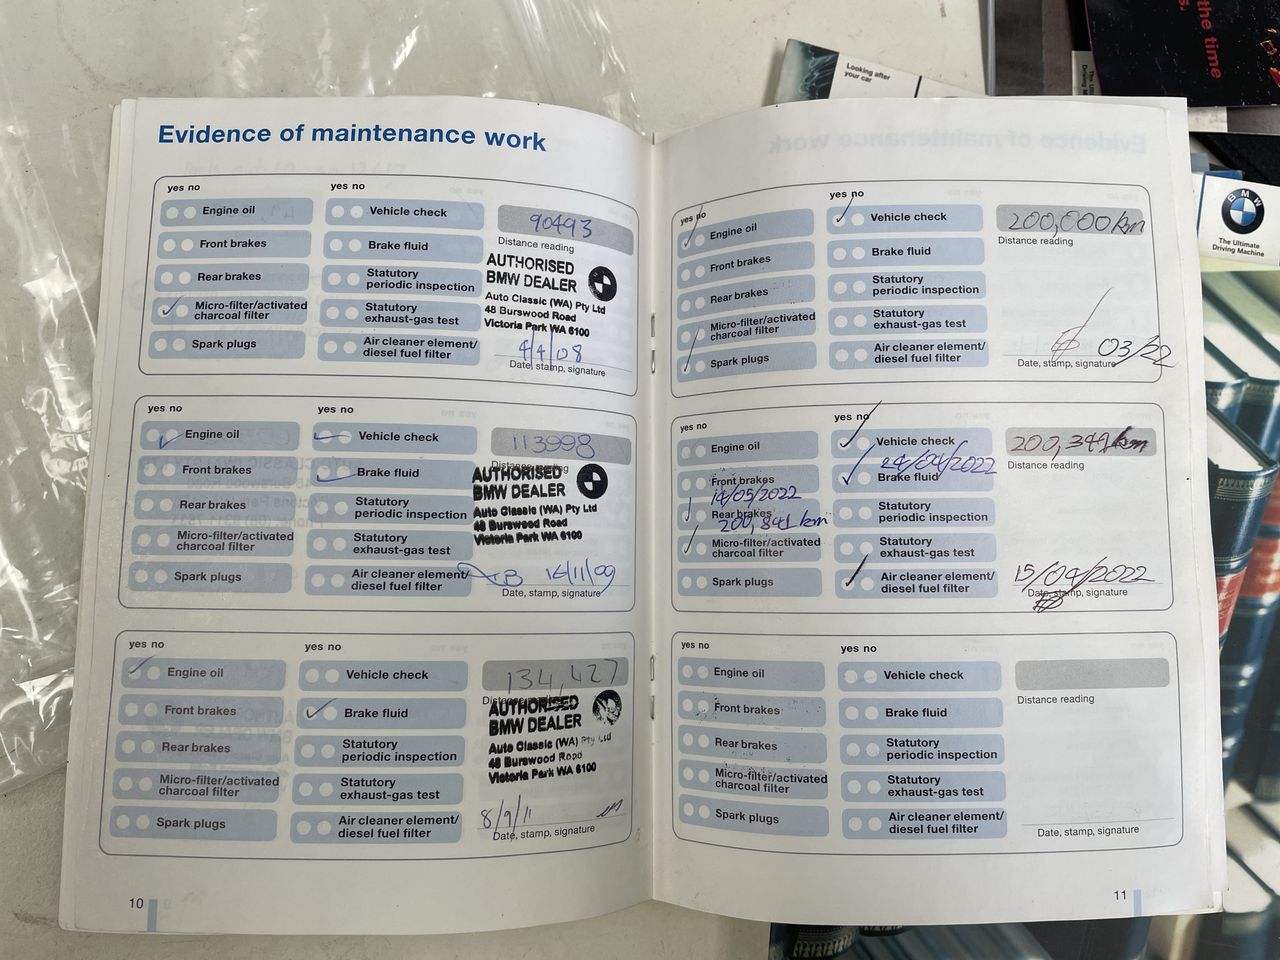 Looking after
your car
the time
s.
BMW
The Ultimate
Driving Machine
Evidence of maintenance work
yes no
yes no
Engine oil
Vehicle check
90493
Distance reading
Front brakes
Brake fluid
Rear brakes
Statutory
periodic inspection
Micro-filter/activated
charcoal filter
Statutory
exhaust-gas test
Spark plugs
Air cleaner element/
diesel fuel filter
AUTHORISED
BMW DEALER
Auto Classic (WA) Pty Ltd
48 Burswood Road
Victoria Park WA 6100
4/4/08
Date, stamp, signature
yes no
yes no
Engine oil
Vehicle check
113998
Distance reading
Front brakes
Brake fluid
Rear brakes
Statutory
periodic inspection
Micro-filter/activated
charcoal filter
Statutory
exhaust-gas test
Spark plugs
Air cleaner element/
diesel fuel filter
AUTHORISED
BMW DEALER
Auto Classic (WA) Pty Ltd
48 Burswood Road
Victoria Park WA 6100
Date, stamp, signature
yes no
yes no
Engine oil
Vehicle check
134,427
Distance reading
Front brakes
Brake fluid
Rear brakes
Statutory
periodic inspection
Micro-filter/activated
charcoal filter
Statutory
exhaust-gas test
Spark plugs
Air cleaner element/
diesel fuel filter
AUTHORISED
BMW DEALER
Auto Classic (WA) Pty Ltd
48 Burswood Road
Victoria Park WA 6100
8/9/11
Date, stamp, signature
10
yes no
yes no
Engine oil
Vehicle check
200,000 km
Distance reading
Front brakes
Brake fluid
Rear brakes
Statutory
periodic inspection
Micro-filter/activated
charcoal filter
Statutory
exhaust-gas test
Spark plugs
Air cleaner element/
diesel fuel filter
03/22
Date, stamp, signature
yes no
yes no
Engine oil
Vehicle check
200,341 km
Distance reading
24/04/2022
Front brakes
Brake fluid
14/05/2022
Rear brakes
200,841 km
Statutory
periodic inspection
Micro-filter/activated
charcoal filter
Statutory
exhaust-gas test
Spark plugs
Air cleaner element/
diesel fuel filter
15/04/2022
Date, stamp, signature
yes no
yes no
Engine oil
Vehicle check
Distance reading
Front brakes
Brake fluid
Rear brakes
Statutory
periodic inspection
Micro-filter/activated
charcoal filter
Statutory
exhaust-gas test
Spark plugs
Air cleaner element/
diesel fuel filter
Date, stamp, signature
11